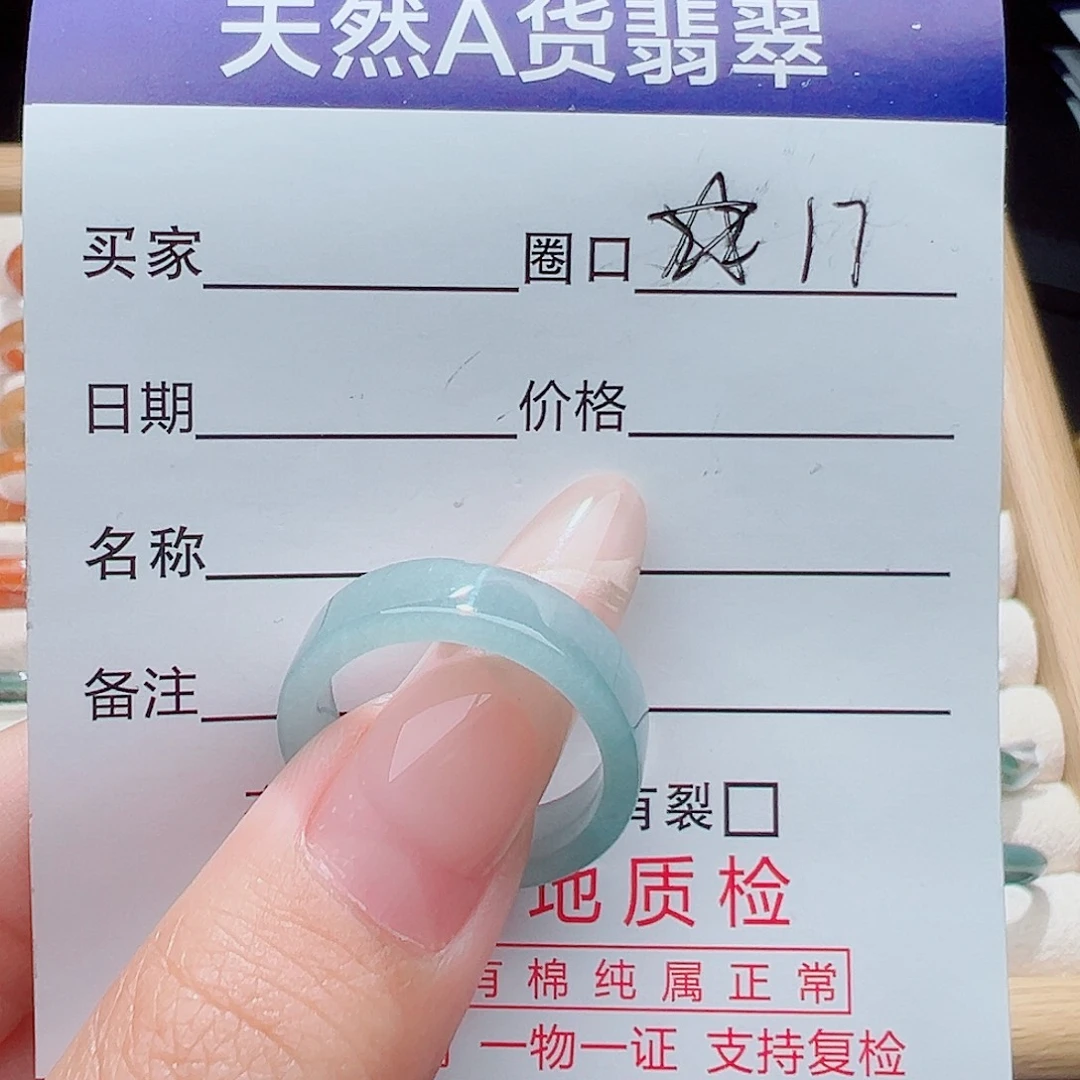 天然A货翡翠
买家 圈口 ☆ 17
日期 价格
名称
备注
有裂□
地质检
有棉纯属正常
一物一证 支持复检